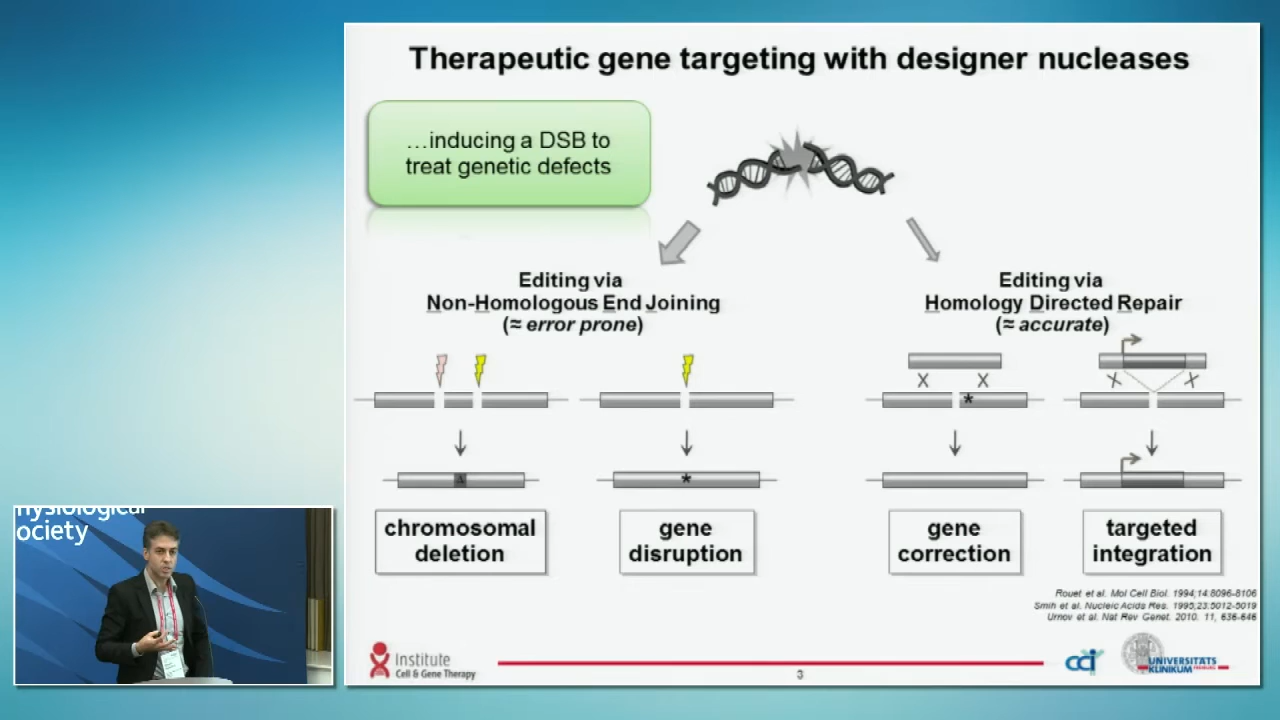 Therapeutic gene targeting with designer nucleases
…inducing a DSB to
treat genetic defects
Editing via
Non-Homologous End Joining
(≈ error prone)
Editing via
Homology Directed Repair
(≈ accurate)
X X
*
X X
Δ
*
chromosomal
deletion
gene
disruption
gene
correction
targeted
integration
Rouet et al. Mol Cell Biol. 1994;14:8096-8106
Smih et al. Nucleic Acids Res. 1995;23:5012-5019
Urnov et al. Nat Rev Genet. 2010. 11, 636-646
Institute
Cell & Gene Therapy
3
cci
UNIVERSITÄTS
KLINIKUM FREIBURG
hysiological
ociety